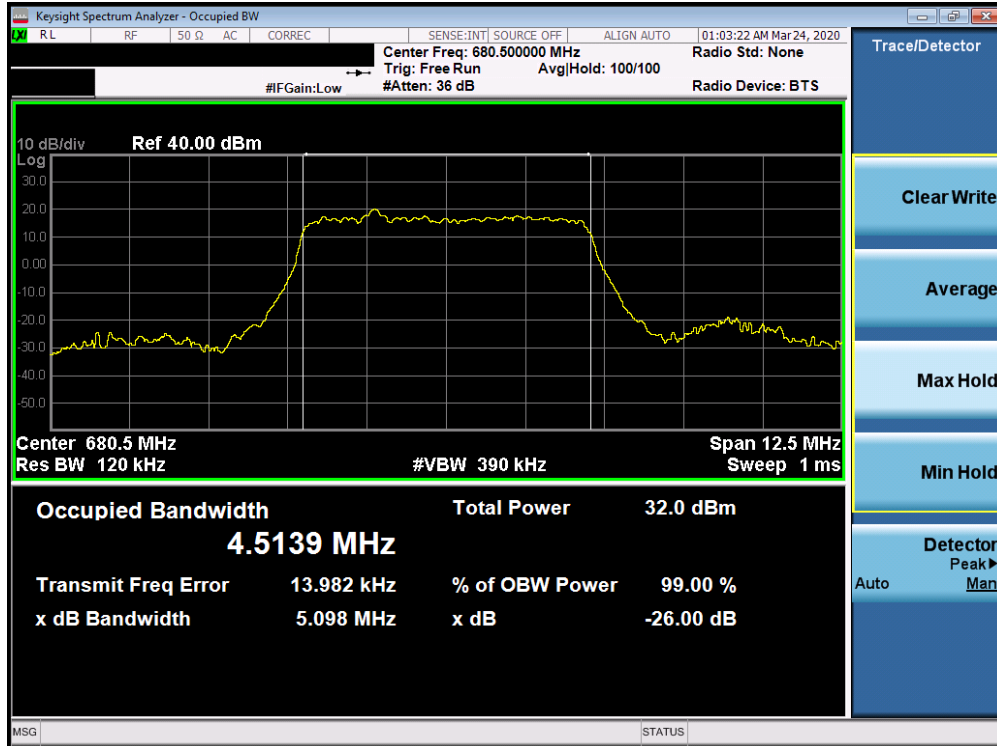 Keysight Spectrum Analyzer - Occupied BW
LXI RL RF 50 Ω AC CORREC SENSE:INT SOURCE OFF ALIGN AUTO 01:03:22 AM Mar 24, 2020
Center Freq: 680.500000 MHz Radio Std: None
Trig: Free Run Avg|Hold: 100/100
#IFGain:Low #Atten: 36 dB Radio Device: BTS
Trace/Detector
10 dB/div Ref 40.00 dBm
Log
30.0
20.0
10.0
0.00
-10.0
-20.0
-30.0
-40.0
-50.0
Center 680.5 MHz Span 12.5 MHz
Res BW 120 kHz #VBW 390 kHz Sweep 1 ms
Occupied Bandwidth Total Power 32.0 dBm
4.5139 MHz
Transmit Freq Error 13.982 kHz % of OBW Power 99.00 %
x dB Bandwidth 5.098 MHz x dB -26.00 dB
Clear Write
Average
Max Hold
Min Hold
Detector
Peak▶
Auto Man
MSG STATUS